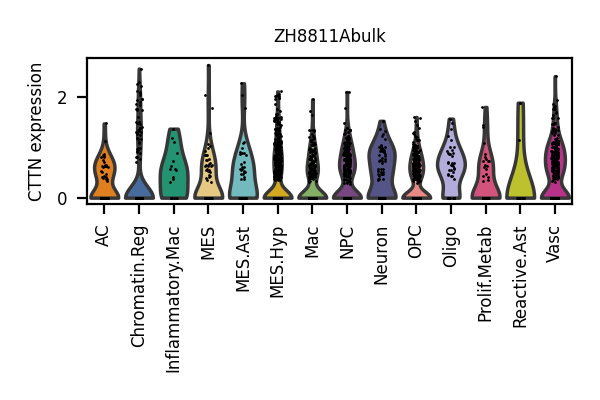 ZH8811Abulk
CTTN expression
2
0
AC
Chromatin.Reg
Inflammatory.Mac
MES
MES.Ast
MES.Hyp
Mac
NPC
Neuron
OPC
Oligo
Prolif.Metab
Reactive.Ast
Vasc